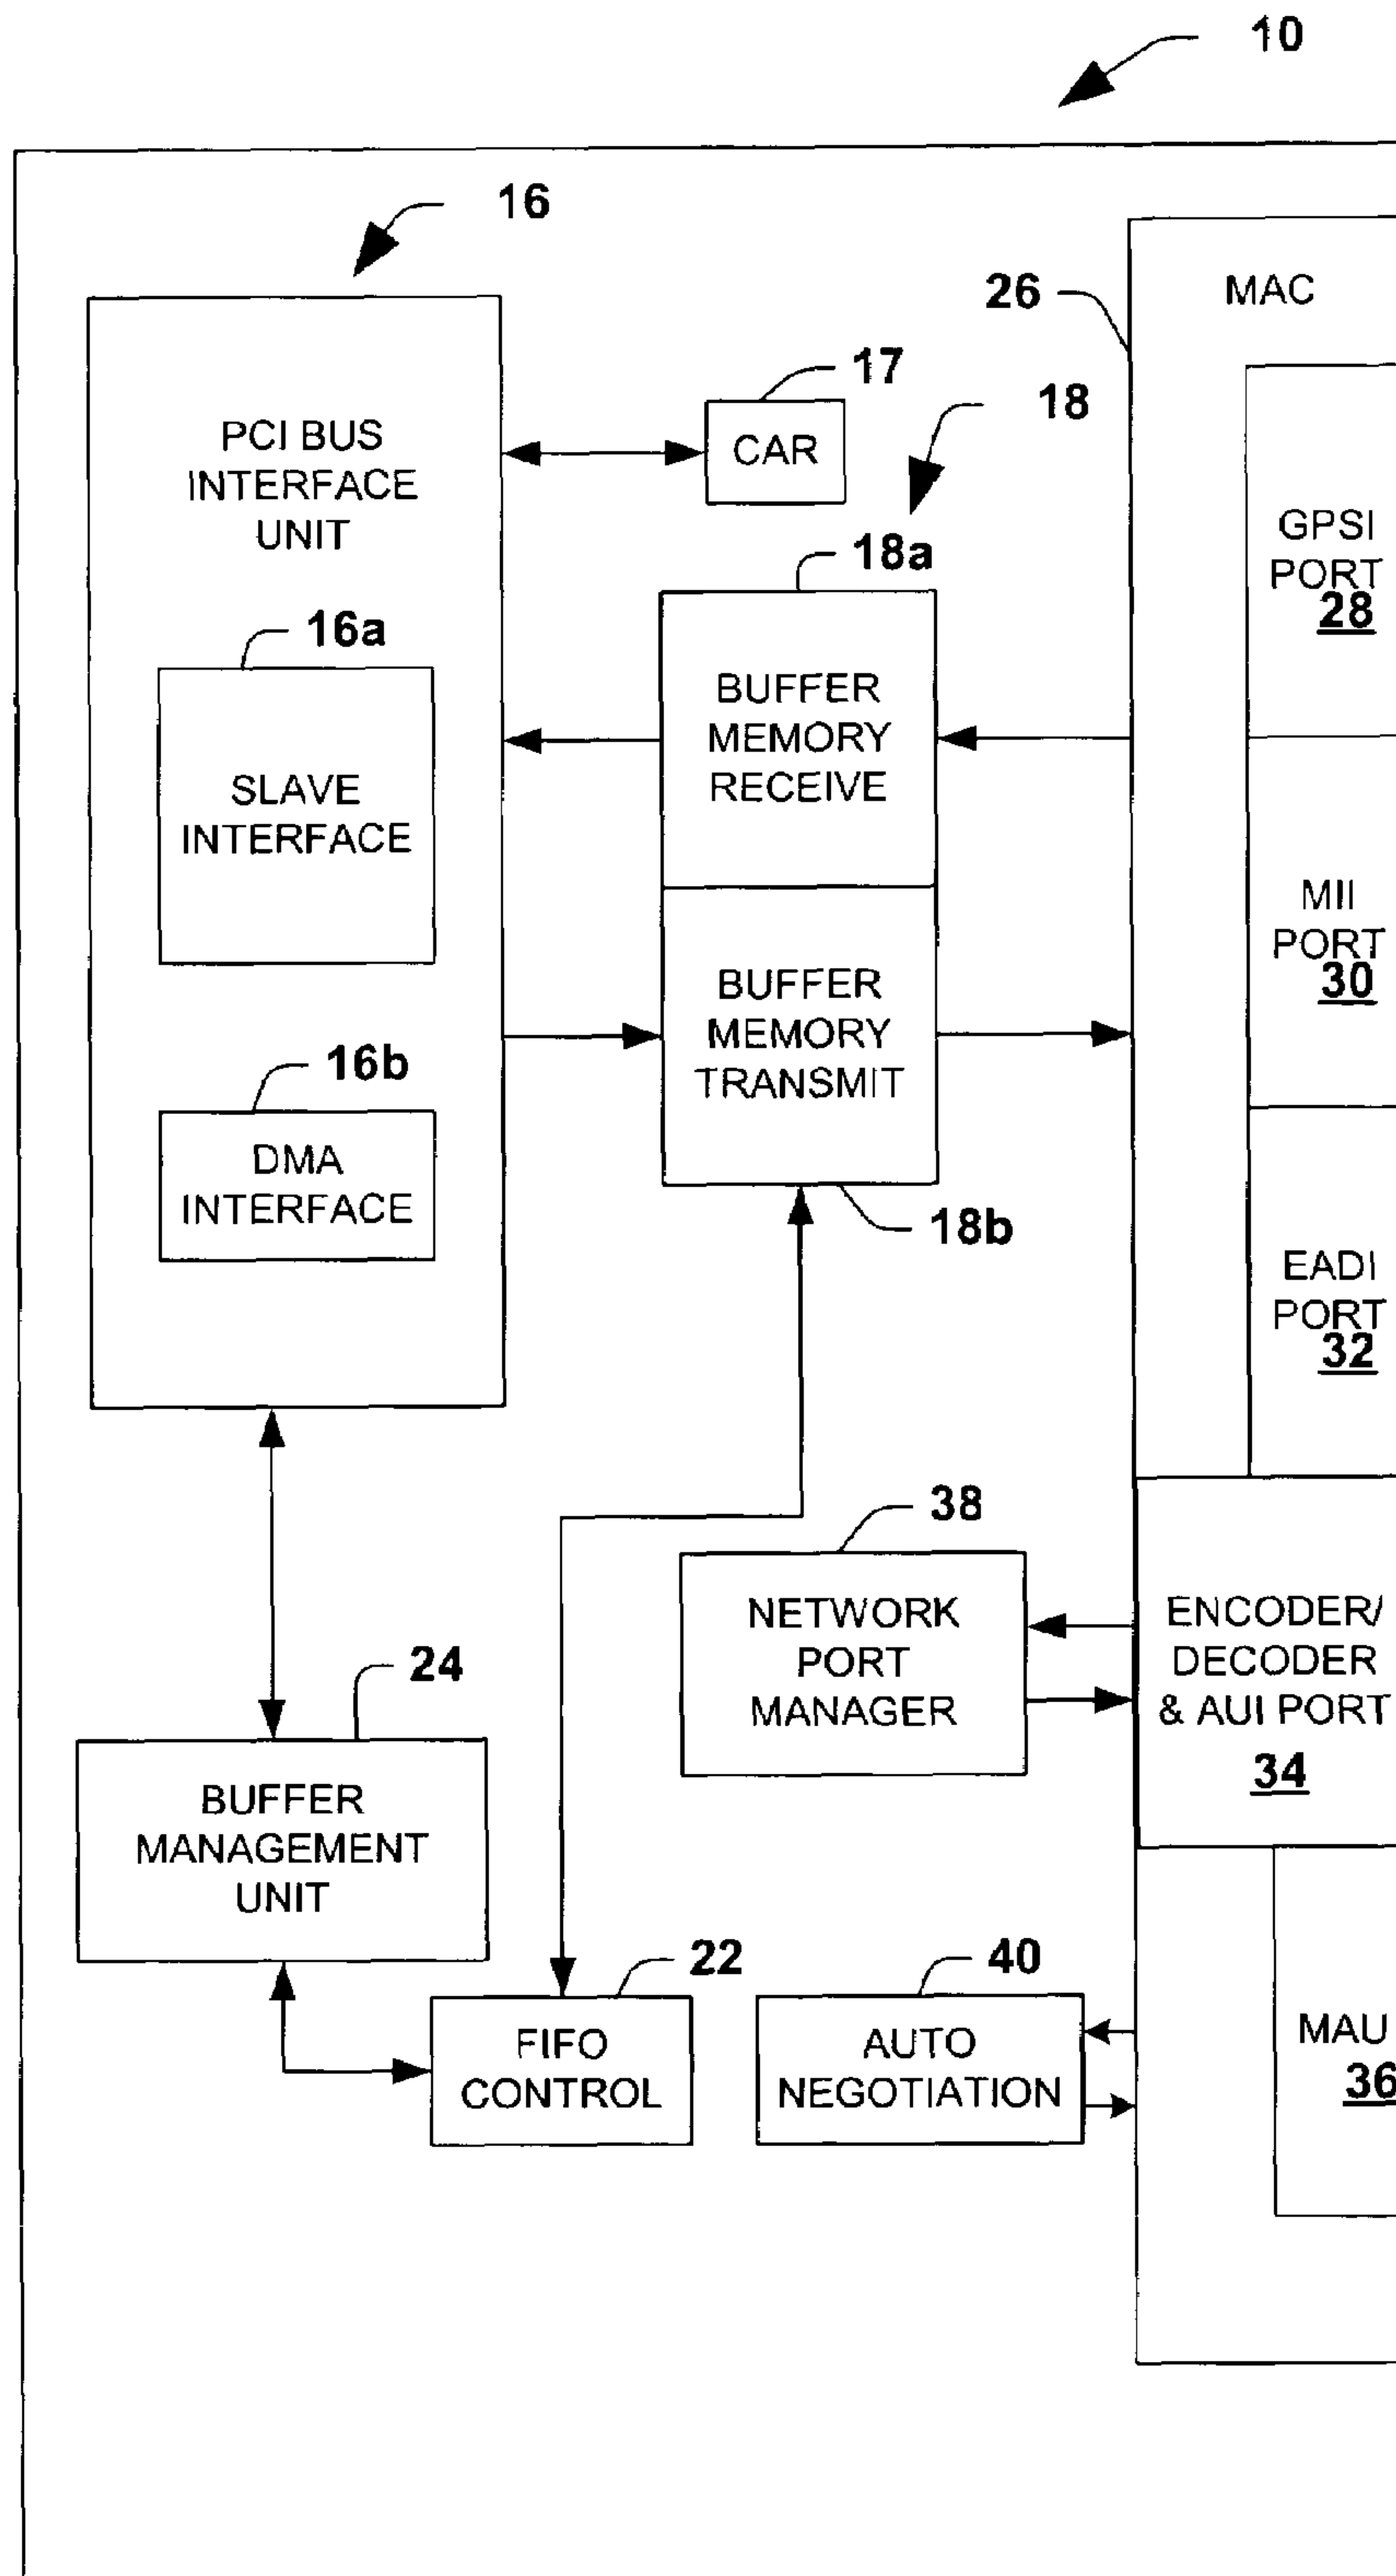 10
16
26
MAC
17
CAR
18
PCI BUS
INTERFACE
UNIT
GPSI
PORT
28
18a
16a
BUFFER
MEMORY
RECEIVE
SLAVE
INTERFACE
MII
PORT
30
BUFFER
MEMORY
TRANSMIT
16b
DMA
INTERFACE
18b
EADI
PORT
32
38
NETWORK
PORT
MANAGER
ENCODER/
DECODER
& AUI PORT
34
24
BUFFER
MANAGEMENT
UNIT
22
FIFO
CONTROL
40
AUTO
NEGOTIATION
MAU
36